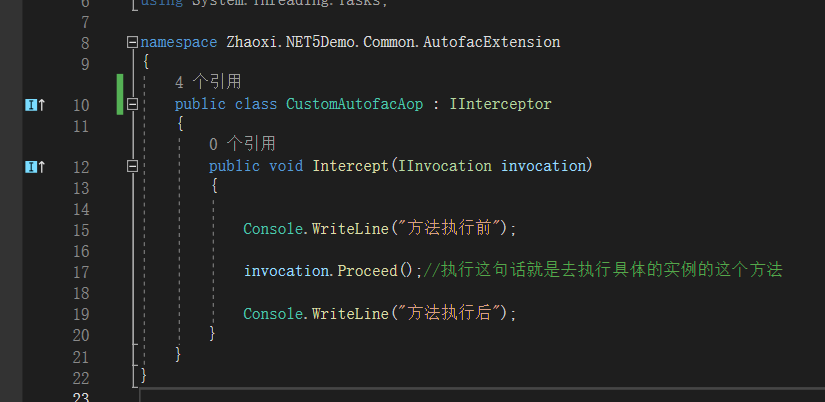 6 using System.Threading.Tasks;
7
8 namespace Zhaoxi.NET5Demo.Common.AutofacExtension
9 {
4 个引用
10 public class CustomAutofacAop : IInterceptor
11 {
0 个引用
12 public void Intercept(IInvocation invocation)
13 {
14
15 Console.WriteLine("方法执行前");
16
17 invocation.Proceed();//执行这句话就是去执行具体的实例的这个方法
18
19 Console.WriteLine("方法执行后");
20 }
21 }
22 }
23